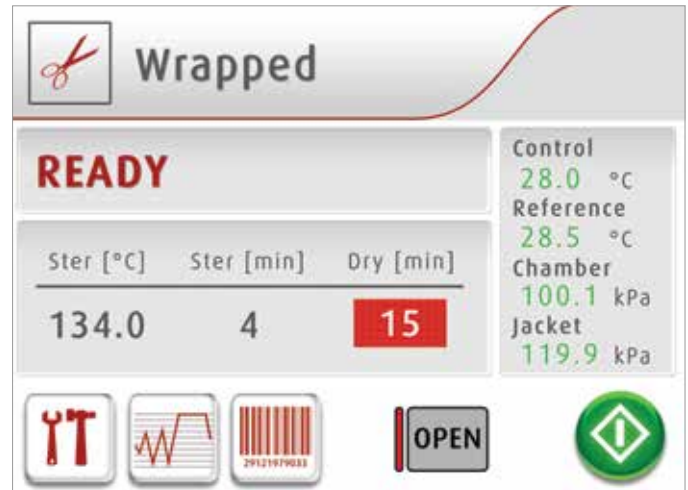 Wrapped
READY
Ster [°C] Ster [min] Dry [min]
134.0 4 15
Control
28.0 °C
Reference
28.5 °C
Chamber
100.1 kPa
Jacket
119.9 kPa
29121979033
OPEN